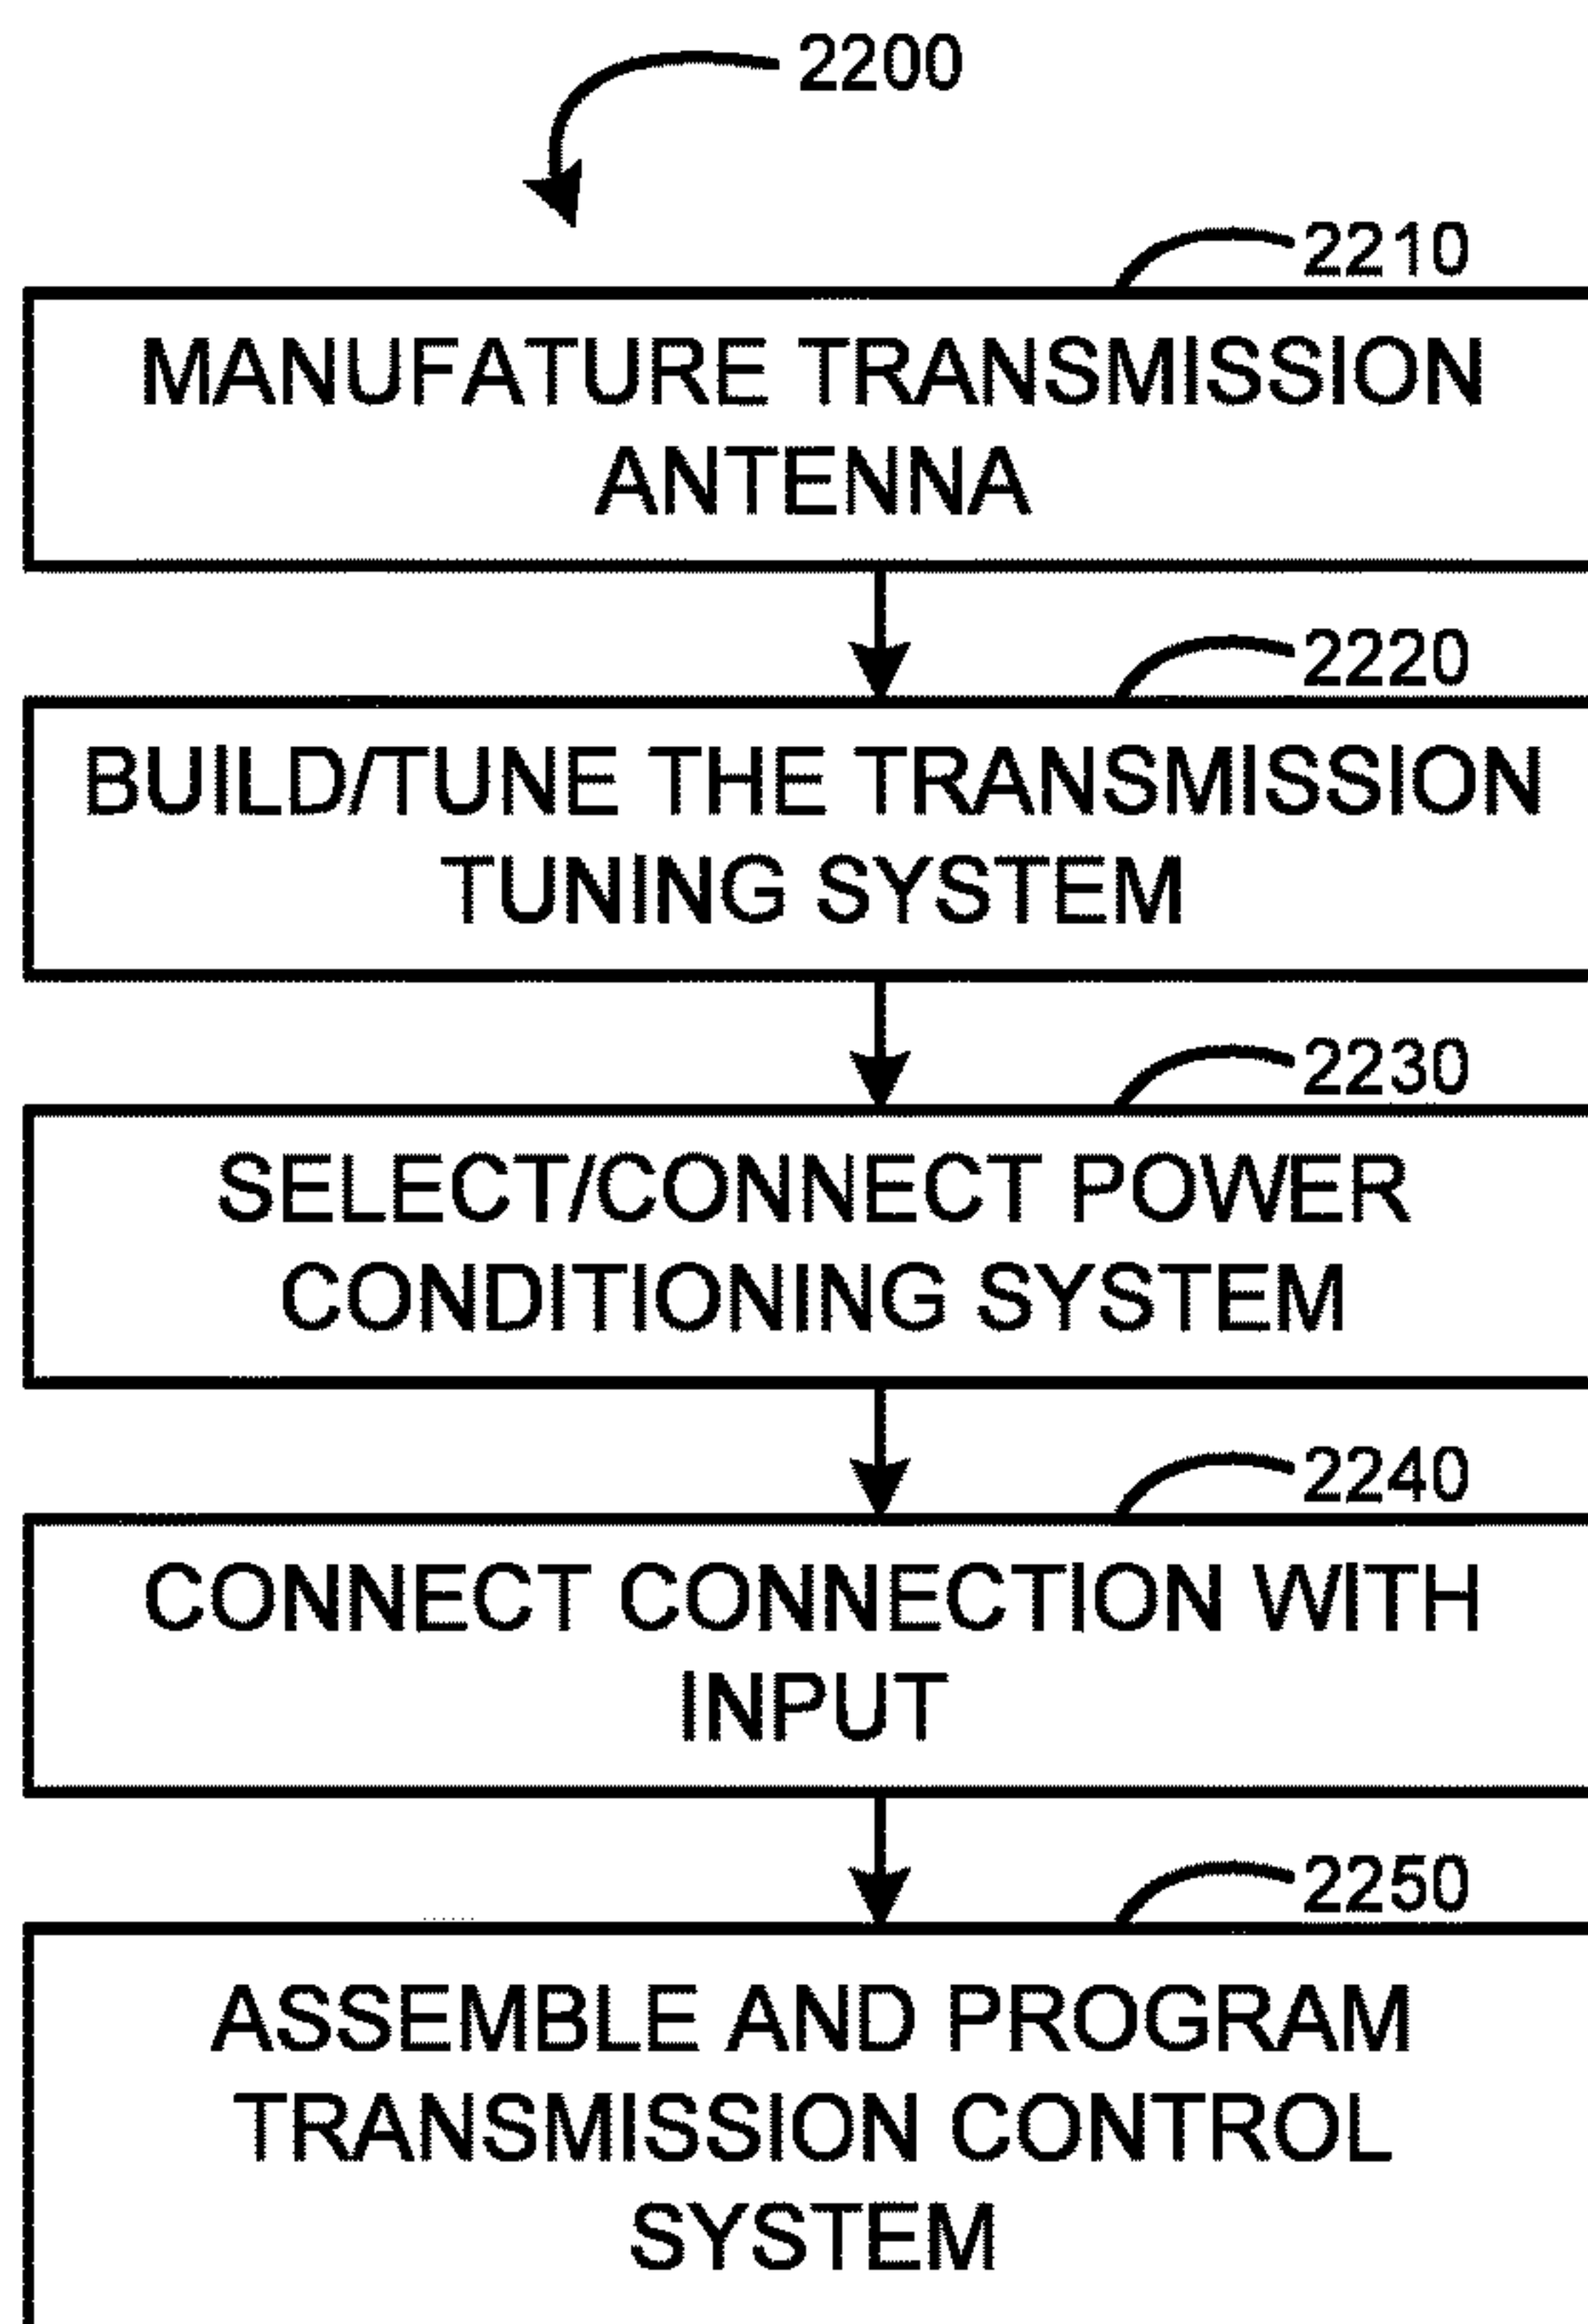 2200
2210
MANUFATURE TRANSMISSION
ANTENNA
2220
BUILD/TUNE THE TRANSMISSION
TUNING SYSTEM
2230
SELECT/CONNECT POWER
CONDITIONING SYSTEM
2240
CONNECT CONNECTION WITH
INPUT
2250
ASSEMBLE AND PROGRAM
TRANSMISSION CONTROL
SYSTEM